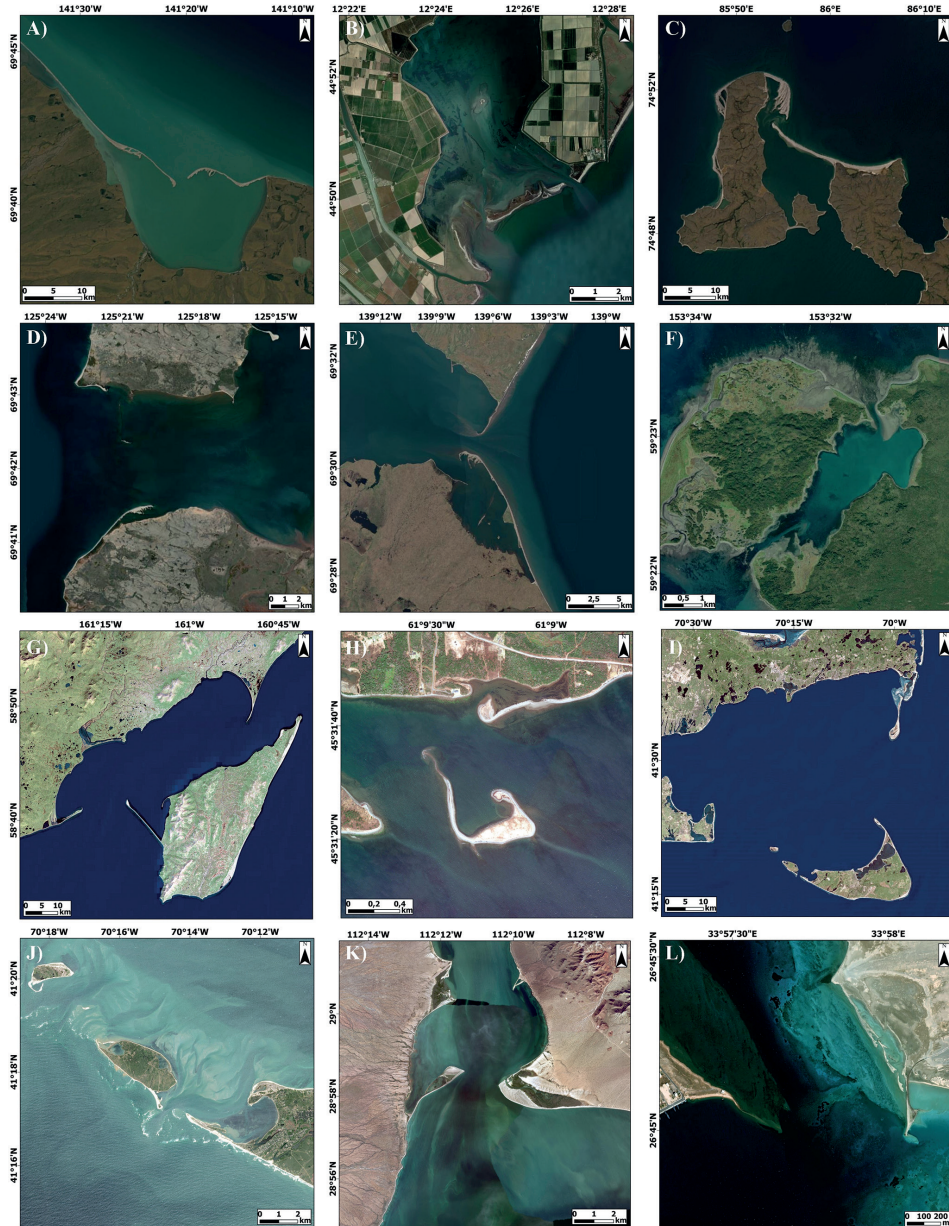 141°30' 141°20' 141°10'
A)
N
69°45'N
69°40'N
0 5 10
km
12°22'E 12°24'E 12°26'E 12°28'E
B)
N
44°52'N
44°50'N
0 1 2
km
85°50'E 86°E 86°10'E
C)
N
74°52'N
74°48'N
0 5 10
km
125°24'W 125°21'W 125°18'W 125°15'W
D)
N
69°43'N
69°42'N
69°41'N
0 1 2
km
139°12'W 139°9'W 139°6'W 139°3'W 139°W
E)
N
69°32'N
69°30'N
69°28'N
0 2,5 5
km
153°34'W 153°32'W
F)
N
59°23'N
59°22'N
0 0,5 1
km
161°15'W 161°W 160°45'W
G)
N
58°50'N
58°40'N
0 5 10
km
61°9'30"W 61°9'W
H)
N
45°31'40"N
45°31'20"N
0 0,2 0,4
km
70°30'W 70°15'W 70°W
I)
N
41°30'N
41°15'N
0 5 10
km
70°18'W 70°16'W 70°14'W 70°12'W
J)
N
41°20'N
41°18'N
41°16'N
0 1 2
km
112°14'W 112°12'W 112°10'W 112°8'W
K)
N
29°N
28°58'N
28°56'N
0 1 2
km
33°57'30"E 33°58'E
L)
N
26°45'30"N
26°45'N
0 100 200
m